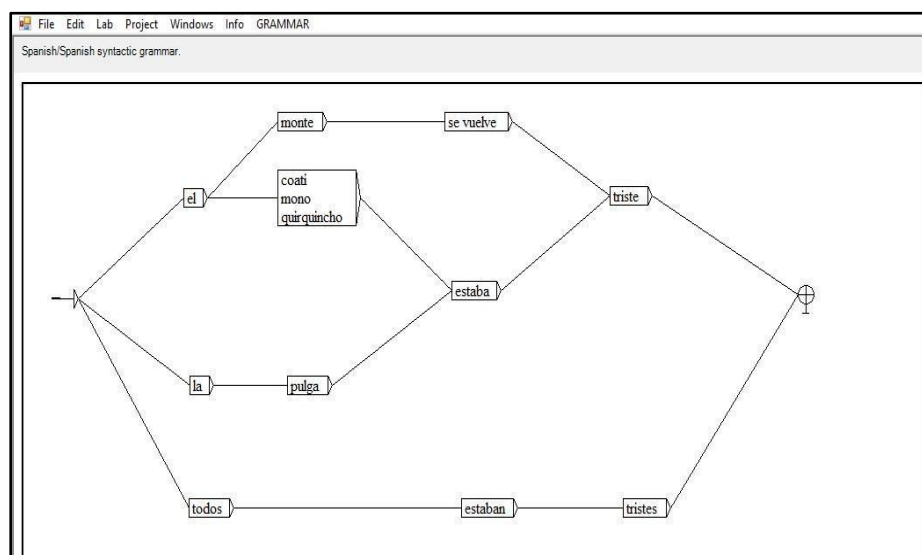 File Edit Lab Project Windows Info GRAMMAR
Spanish/Spanish syntactic grammar.
monte
se vuelve
el
coati
mono
quirquincho
triste
estaba
la
pulga
todos
estaban
tristes